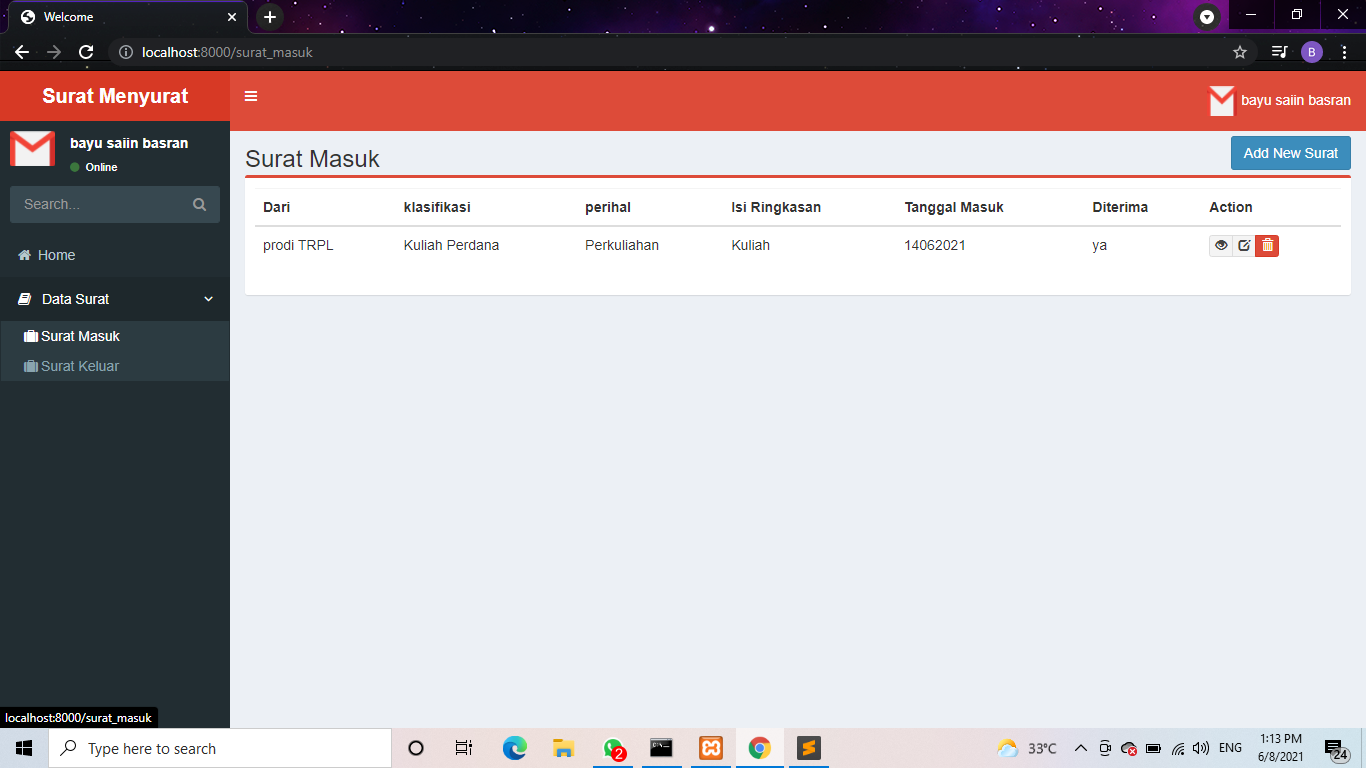 Welcome
localhost:8000/surat_masuk
B
Surat Menyurat
bayu saiin basran
bayu saiin basran
Online
Search...
Home
Data Surat
Surat Masuk
Surat Keluar
Surat Masuk
Add New Surat
Dari klasifikasi perihal Isi Ringkasan Tanggal Masuk Diterima Action
prodi TRPL Kuliah Perdana Perkuliahan Kuliah 14062021 ya
localhost:8000/surat_masuk
Type here to search
2
33°C
ENG
1:13 PM
6/8/2021
24